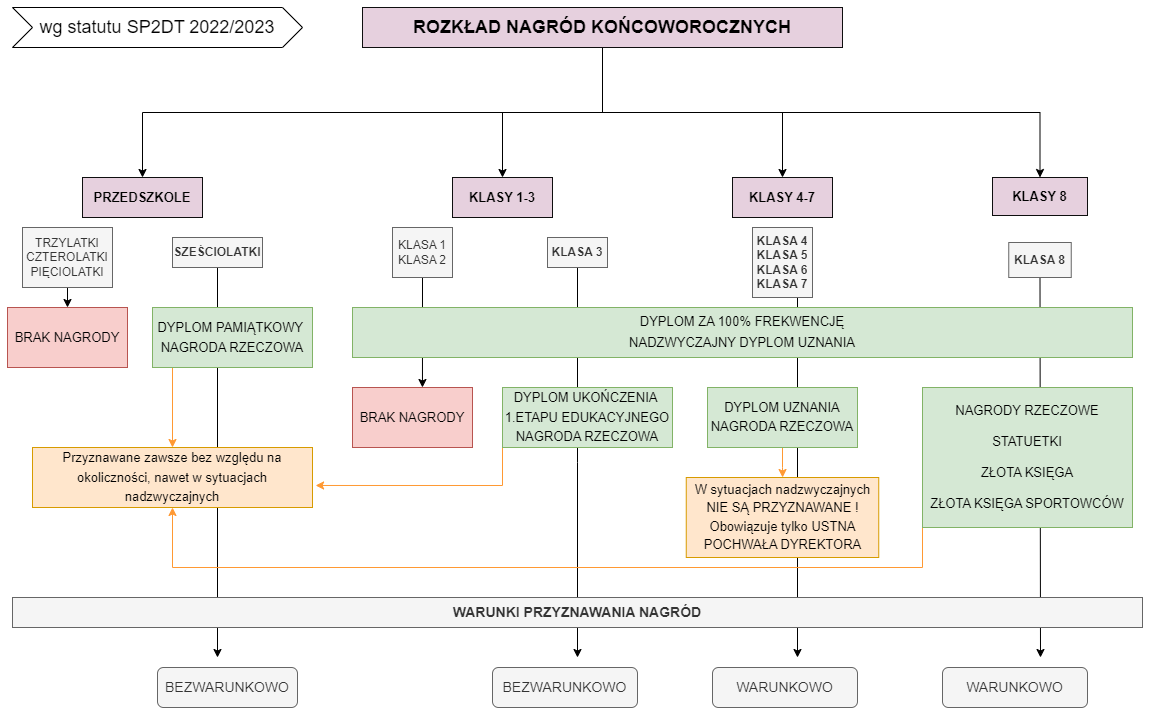 wg statutu SP2DT 2022/2023
ROZKŁAD NAGRÓD KOŃCOWOROCZNYCH
PRZEDSZKOLE
KLASY 1-3
KLASY 4-7
KLASY 8
TRZYLATKI
CZTEROLATKI
PIĘCIOLATKI
SZEŚCIOLATKI
KLASA 1
KLASA 2
KLASA 3
KLASA 4
KLASA 5
KLASA 6
KLASA 7
KLASA 8
BRAK NAGRODY
DYPLOM PAMIĄTKOWY
NAGRODA RZECZOWA
DYPLOM ZA 100% FREKWENCJĘ
NADZWYCZAJNY DYPLOM UZNANIA
BRAK NAGRODY
DYPLOM UKOŃCZENIA
1.ETAPU EDUKACYJNEGO
NAGRODA RZECZOWA
DYPLOM UZNANIA
NAGRODA RZECZOWA
NAGRODY RZECZOWE
STATUETKI
ZŁOTA KSIĘGA
ZŁOTA KSIĘGA SPORTOWCÓW
Przyznawane zawsze bez względu na
okoliczności, nawet w sytuacjach
nadzwyczajnych
W sytuacjach nadzwyczajnych
NIE SĄ PRZYZNAWANE !
Obowiązuje tylko USTNA
POCHWAŁA DYREKTORA
WARUNKI PRZYZNAWANIA NAGRÓD
BEZWARUNKOWO
BEZWARUNKOWO
WARUNKOWO
WARUNKOWO